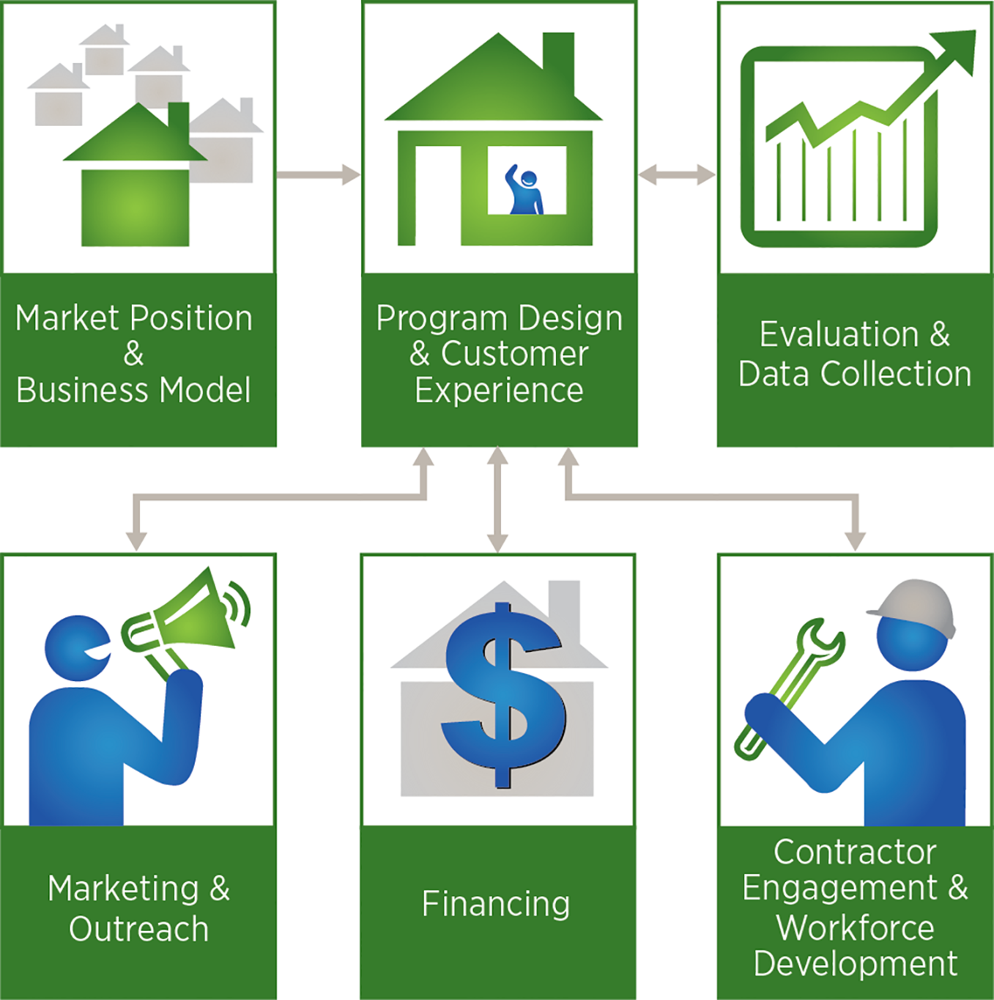 Market Position
&
Business Model
Program Design
& Customer
Experience
Evaluation &
Data Collection
Marketing &
Outreach
Financing
Contractor
Engagement &
Workforce
Development